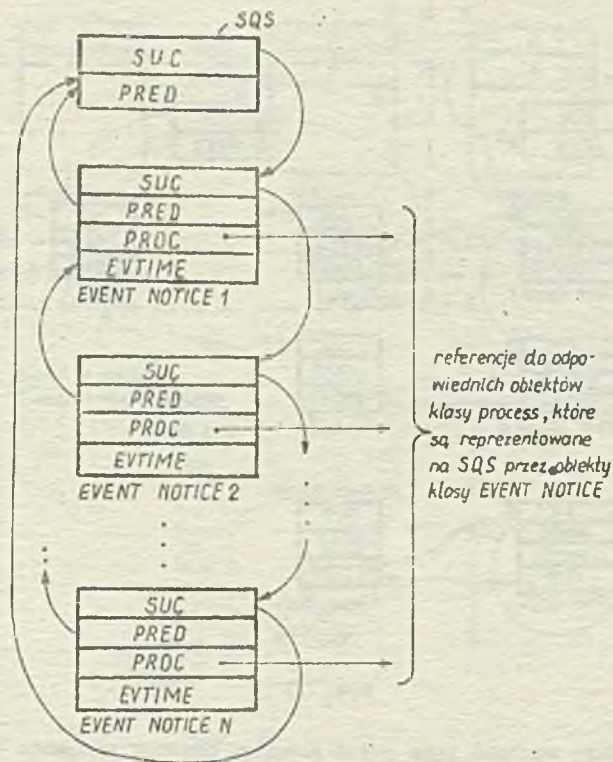 SQS
SUC
PRED
SUC
PRED
PROC
EVTIME
EVENT NOTICE 1
SUC
PRED
PROC
EVTIME
EVENT NOTICE 2
SUC
PRED
PROC
EVTIME
EVENT NOTICE N
referencje do odpo-
wiednich obiektów
klasy process, które
są reprezentowane
na SQS przez obiekty
klasy EVENT NOTICE